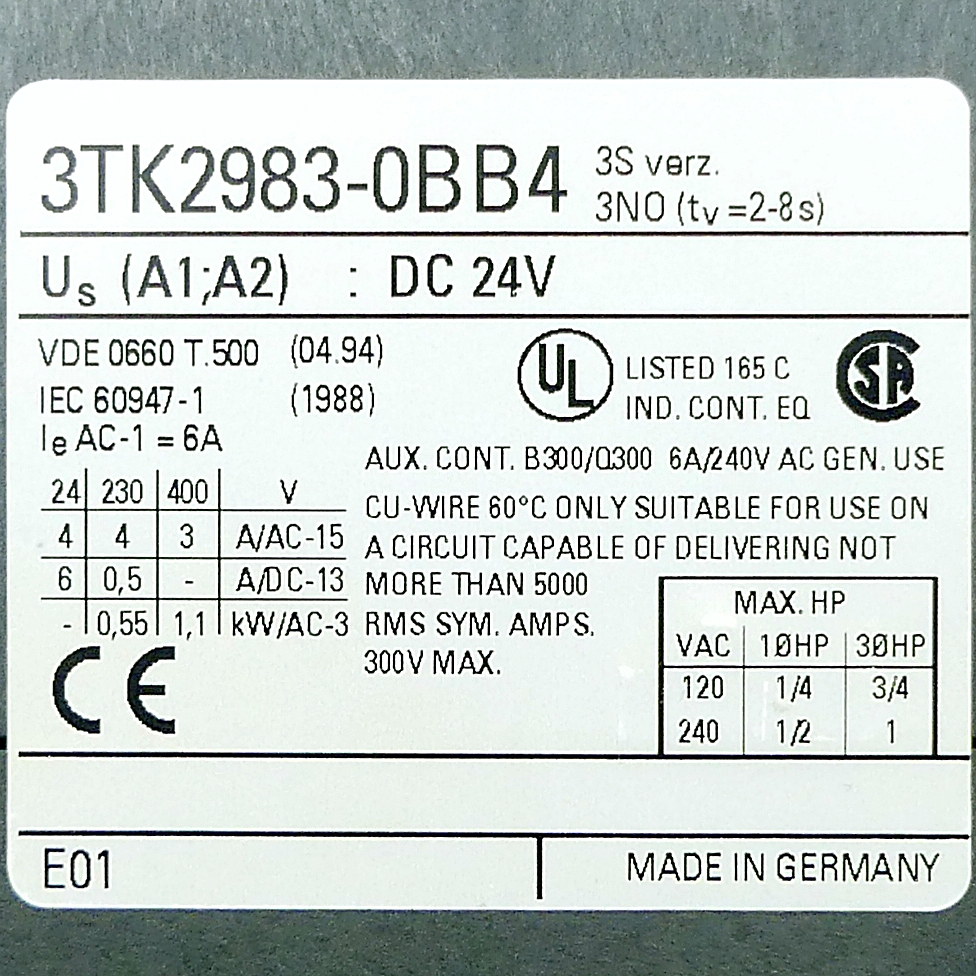 3TK2983-0BB4 3S verz.
3NO (tv=2-8s)
Us (A1;A2) : DC 24V
VDE 0660 T.500 (04.94)
IEC 60947-1 (1988)
Ie AC-1 = 6A
UL LISTED 165 C
IND. CONT. EQ
SA
AUX. CONT. B300/Q300 6A/240V AC GEN. USE
CU-WIRE 60°C ONLY SUITABLE FOR USE ON
A CIRCUIT CAPABLE OF DELIVERING NOT
MORE THAN 5000
RMS SYM. AMPS.
300V MAX.
24 230 400 V
4 4 3 A/AC-15
6 0,5 - A/DC-13
- 0,55 1,1 kW/AC-3
MAX. HP
VAC 1ØHP 3ØHP
120 1/4 3/4
240 1/2 1
CE
E01 MADE IN GERMANY